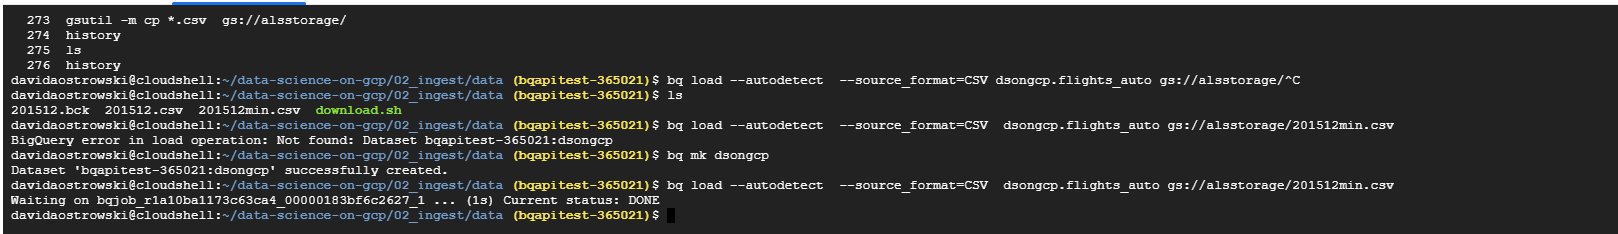 273  gsutil -m cp *.csv  gs://alsstorage/
274  history
275  ls
276  history
davidaostrowski@cloudshell:~/data-science-on-gcp/02_ingest/data (bqapitest-365021)$ bq load --autodetect  --source_format=CSV dsongcp.flights_auto gs://alsstorage/^C
davidaostrowski@cloudshell:~/data-science-on-gcp/02_ingest/data (bqapitest-365021)$ ls
201512.bck  201512.csv  201512min.csv  download.sh
davidaostrowski@cloudshell:~/data-science-on-gcp/02_ingest/data (bqapitest-365021)$ bq load --autodetect  --source_format=CSV  dsongcp.flights_auto gs://alsstorage/201512min.csv
BigQuery error in load operation: Not found: Dataset bqapitest-365021:dsongcp
davidaostrowski@cloudshell:~/data-science-on-gcp/02_ingest/data (bqapitest-365021)$ bq mk dsongcp
Dataset 'bqapitest-365021:dsongcp' successfully created.
davidaostrowski@cloudshell:~/data-science-on-gcp/02_ingest/data (bqapitest-365021)$ bq load --autodetect  --source_format=CSV  dsongcp.flights_auto gs://alsstorage/201512min.csv
Waiting on bqjob_r1a10ba1173c63ca4_00000183bf6c2627_1 ... (1s) Current status: DONE
davidaostrowski@cloudshell:~/data-science-on-gcp/02_ingest/data (bqapitest-365021)$